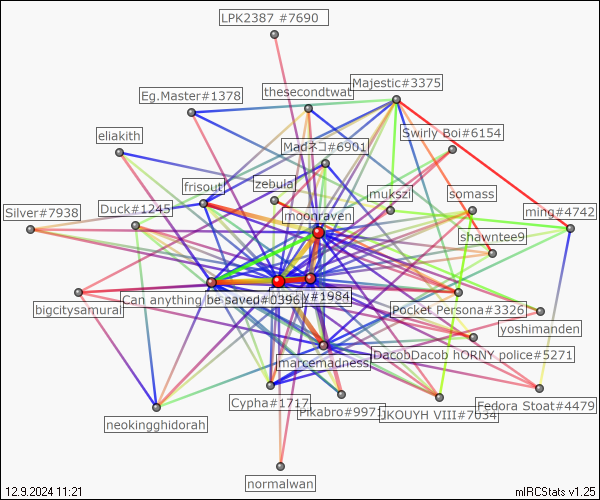 LPK2387 #7690
Majestic#3375
thesecondtwat
Eg.Master#1378
Swirly Boi#6154
eliakith
Madネコ#6901
zebulai
frisout
mukszi
somass
Silver#7938
Duck#1245
moonraven
ming#4742
shawntee9
Can anything be saved#0396
y#1984
bigcitysamurai
Pocket Persona#3326
yoshimanden
marcemadness
DacobDacob hORNY police#5271
Cypha#1717
Pikabro#9971
JKOUYH VIII#7034
Fedora Stoat#4479
neokingghidorah
normalwan
12.9.2024 11:21
mIRCStats v1.25